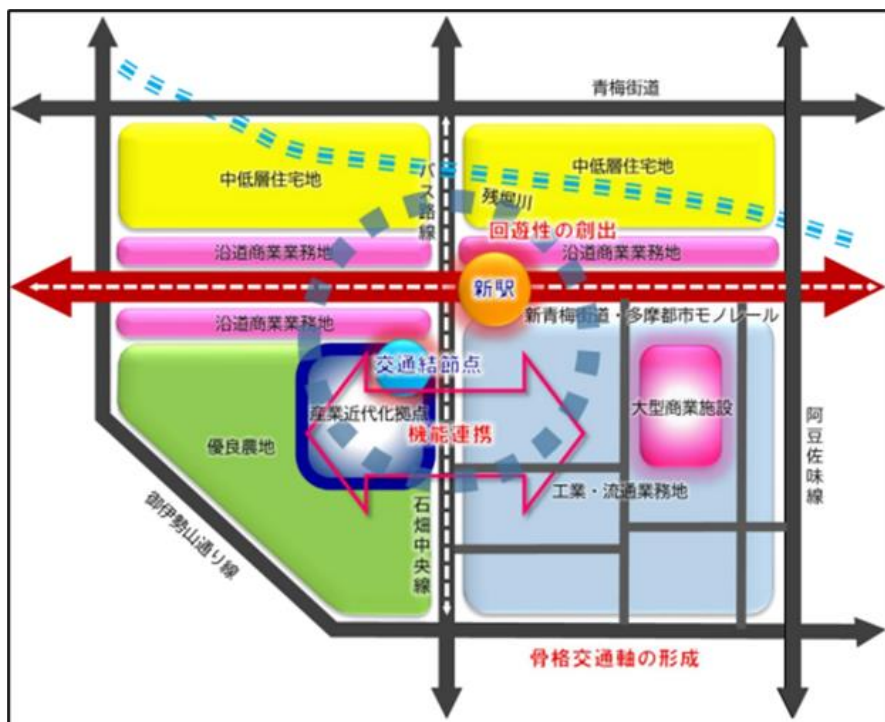 青梅街道
中低層住宅地
中低層住宅地
バス路線
残堀川
回遊性の創出
沿道商業業務地
沿道商業業務地
新駅
新青梅街道・多摩都市モノレール
沿道商業業務地
交通結節点
産業近代化拠点
大型商業施設
機能連携
優良農地
阿豆佐味線
工業・流通業務地
石畑中央線
御伊勢山通り線
骨格交通軸の形成